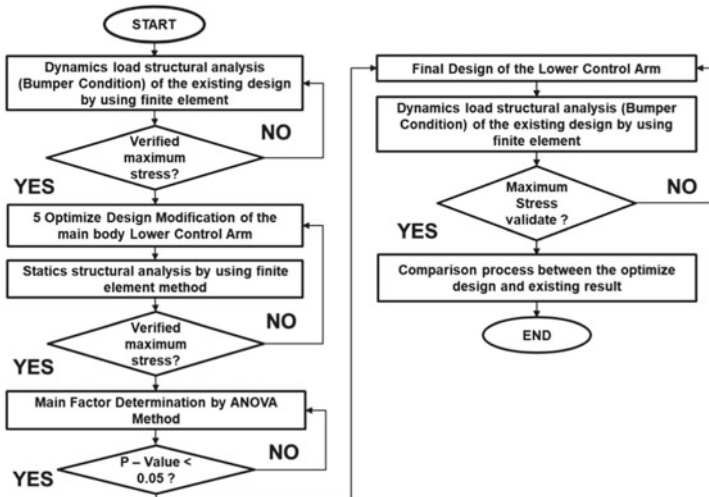 START
Dynamics load structural analysis
(Bumper Condition) of the existing design
by using finite element
NO
Verified
maximum
stress?
YES
5 Optimize Design Modification of the
main body Lower Control Arm
Statics structural analysis by using finite
element method
NO
Verified
maximum
stress?
YES
Main Factor Determination by ANOVA
Method
NO
P – Value <
0.05 ?
YES
Final Design of the Lower Control Arm
Dynamics load structural analysis (Bumper
Condition) of the existing design by using
finite element
NO
Maximum
Stress
validate ?
YES
Comparison process between the optimize
design and existing result
END